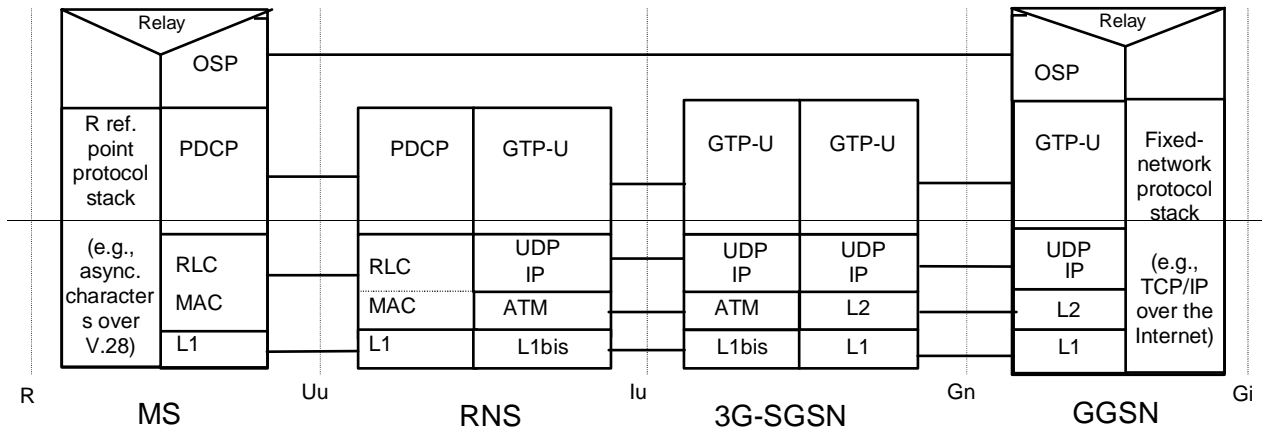 Relay
OSP
R ref.
point
protocol
stack
(e.g.,
async.
character
s over
V.28)
PDCP
RLC
MAC
L1
PDCP
GTP-U
RLC
UDP
IP
MAC
ATM
L1
L1bis
GTP-U
GTP-U
UDP
IP
UDP
IP
ATM
L2
L1bis
L1
Relay
OSP
GTP-U
UDP
IP
L2
L1
Fixed-
network
protocol
stack
(e.g.,
TCP/IP
over the
Internet)
R
Uu
Iu
Gn
Gi
MS
RNS
3G-SGSN
GGSN